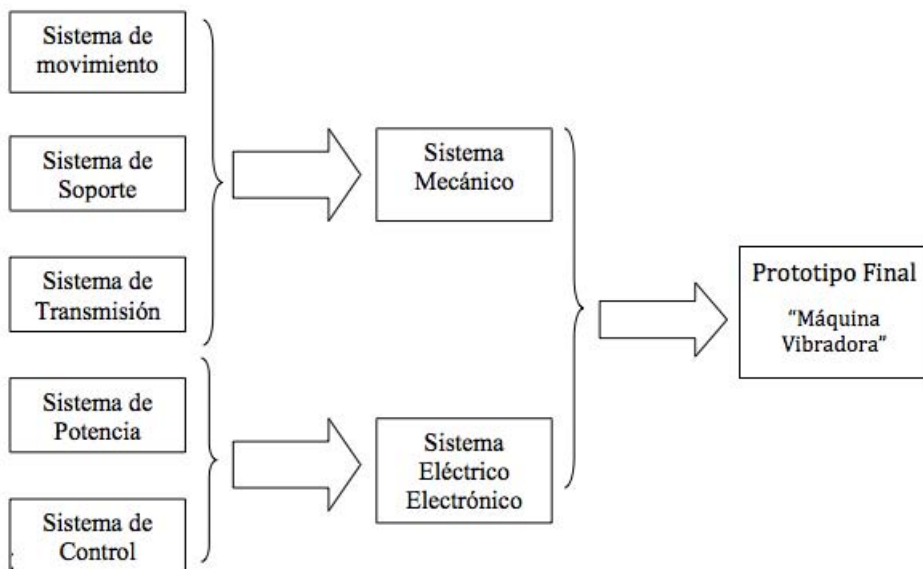 Sistema de
movimiento
Sistema de
Soporte
Sistema de
Transmisión
Sistema de
Potencia
Sistema de
Control
Sistema
Mecánico
Sistema
Eléctrico
Electrónico
Prototipo Final
“Máquina
Vibradora”